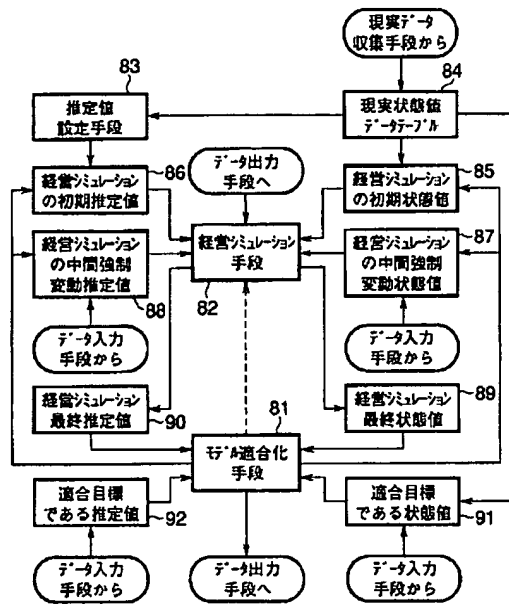 現実データ
収集手段から
83
84
推定値
設定手段
現実状態値
データテーブル
86
データ出力
手段へ
85
経営シミュレーション
の初期推定値
経営シミュレーション
の初期状態値
87
経営シミュレーション
の中間強制
変動推定値
88
経営シミュレーション
手段
82
経営シミュレーション
の中間強制
変動状態値
データ入力
手段から
データ入力
手段から
89
経営シミュレーション
最終推定値
90
81
経営シミュレーション
最終状態値
モデル適合化
手段
適合目標
である推定値
92
適合目標
である状態値
91
データ入力
手段から
データ出力
手段へ
データ入力
手段から